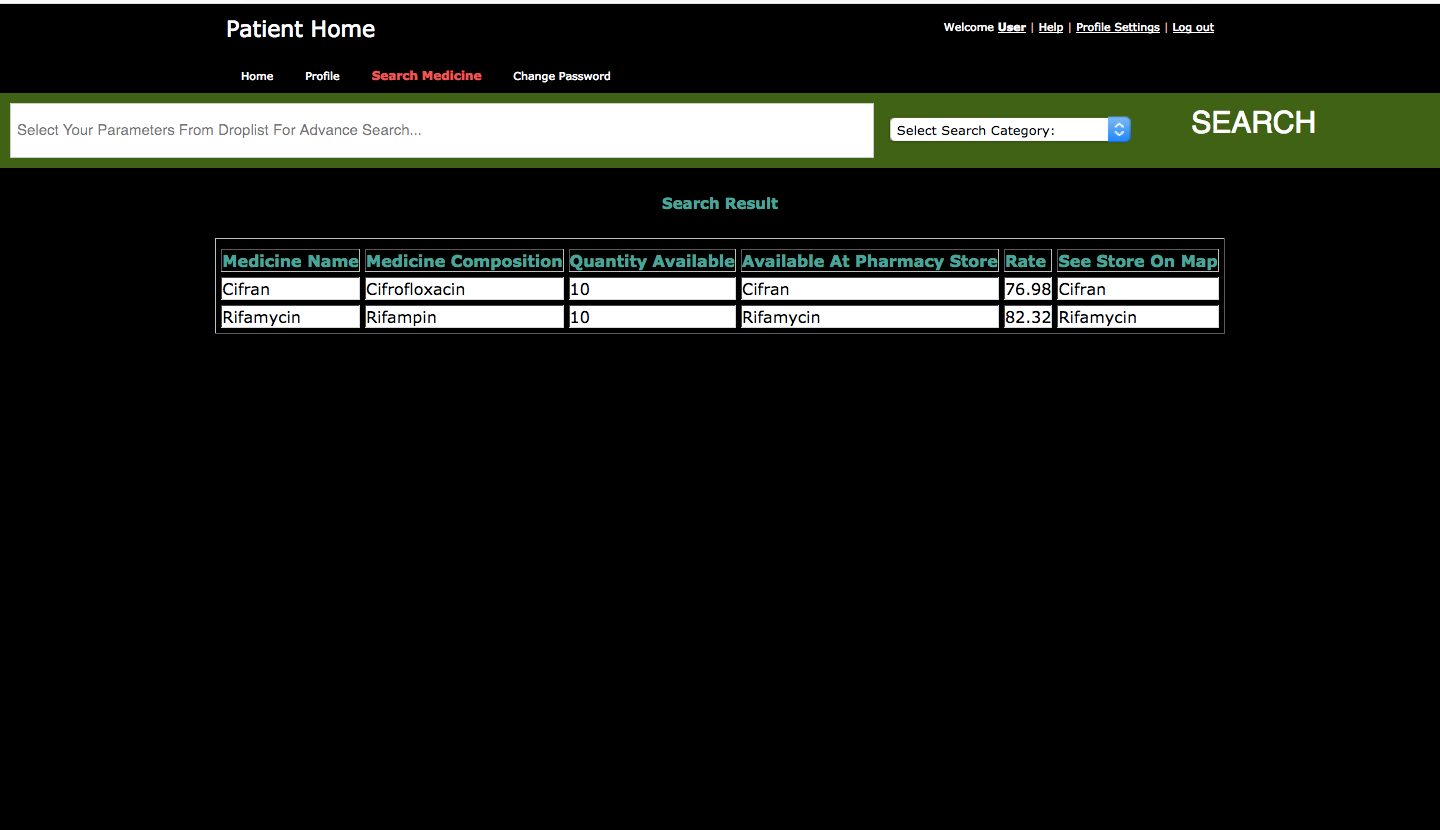 Patient Home
Welcome User | Help | Profile Settings | Log out
Home Profile Search Medicine Change Password
Select Your Parameters From Droplist For Advance Search... Select Search Category: SEARCH
Search Result
Medicine Name Medicine Composition Quantity Available Available At Pharmacy Store Rate See Store On Map
Cifran Cifrofloxacin 10 Cifran 76.98 Cifran
Rifamycin Rifampin 10 Rifamycin 82.32 Rifamycin